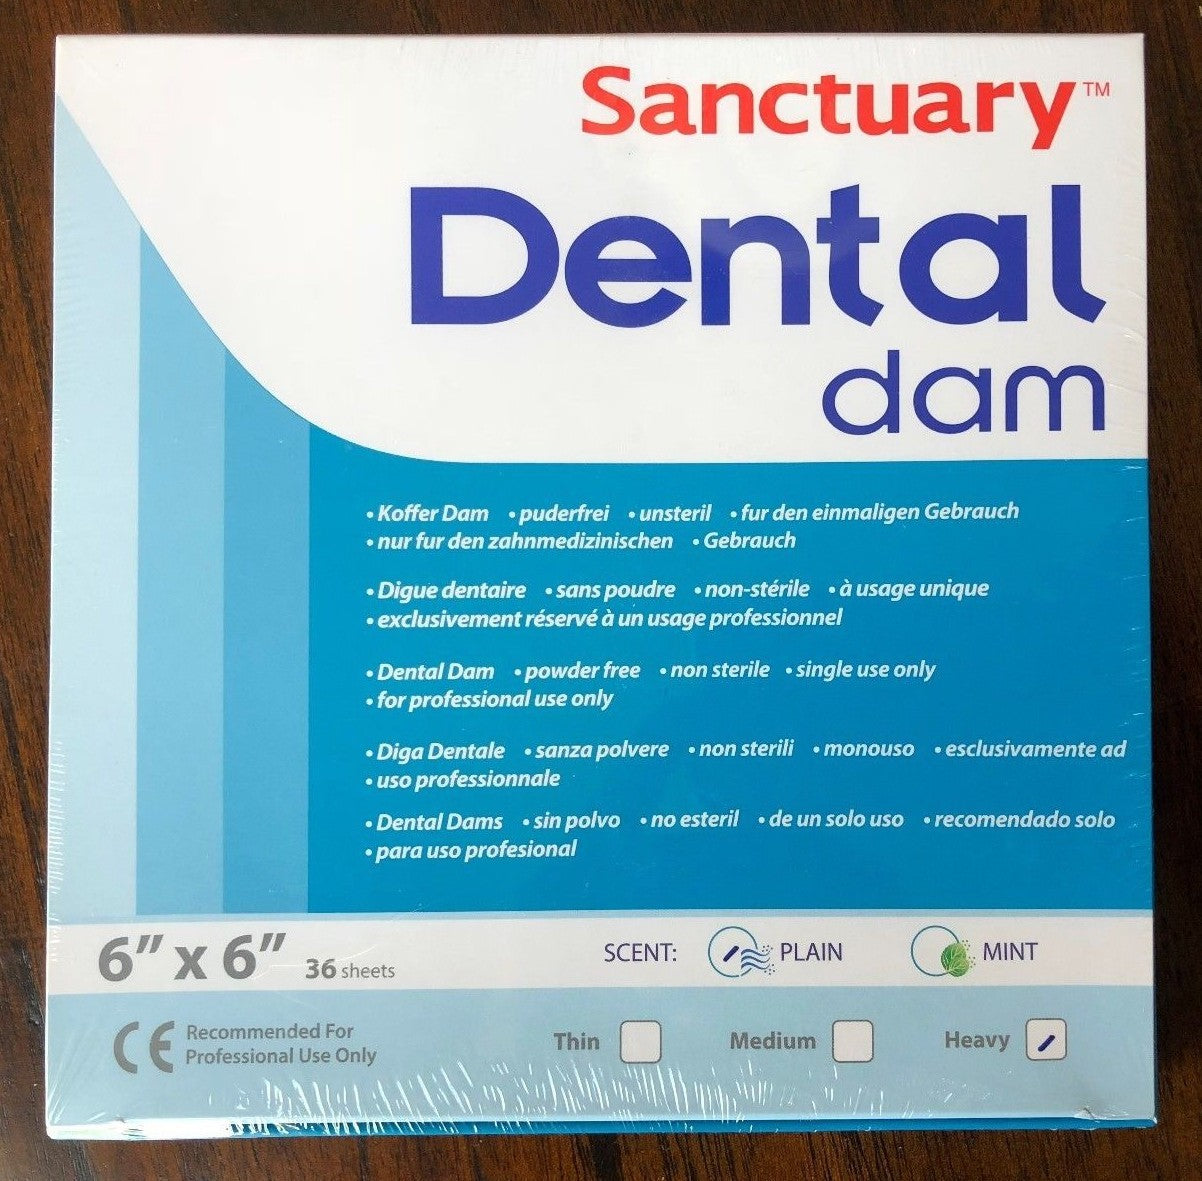 Sanctuary™
Dental
dam
• Koffer Dam • puderfrei • unsteril • fur den einmaligen Gebrauch
• nur fur den zahnmedizinischen • Gebrauch
• Digue dentaire • sans poudre • non-stérile • à usage unique
• exclusivement réservé à un usage professionnel
• Dental Dam • powder free • non sterile • single use only
• for professional use only
• Diga Dentale • sanza polvere • non sterili • monouso • esclusivamente ad
• uso professionnale
• Dental Dams • sin polvo • no esteril • de un solo uso • recomendado solo
• para uso profesional
6" x 6" 36 sheets SCENT: PLAIN MINT
CE Recommended For
Professional Use Only
Thin Medium Heavy